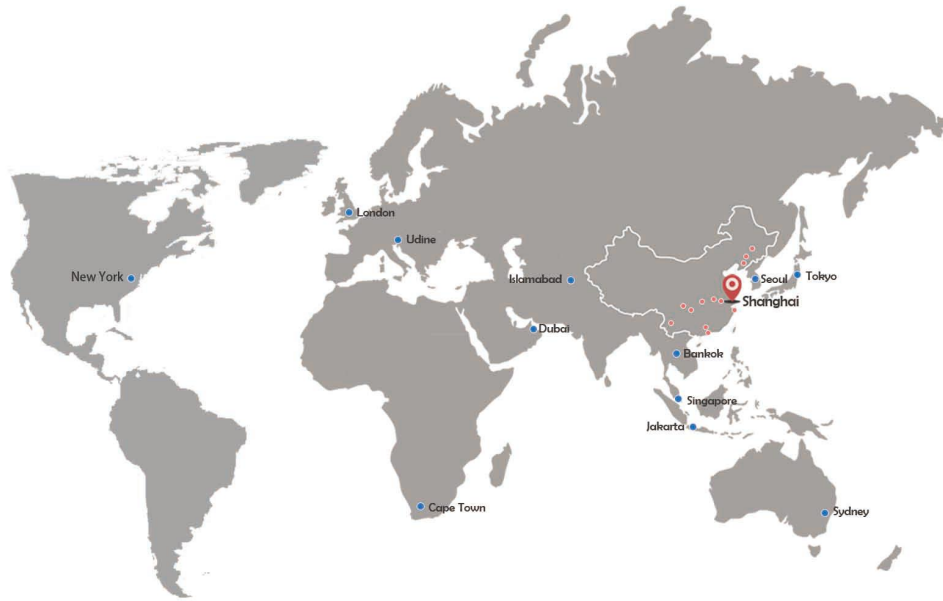 London
Udine
New York
Islamabad
Seoul
Tokyo
Shanghai
Dubai
Bankok
Singapore
Jakarta
Cape Town
Sydney